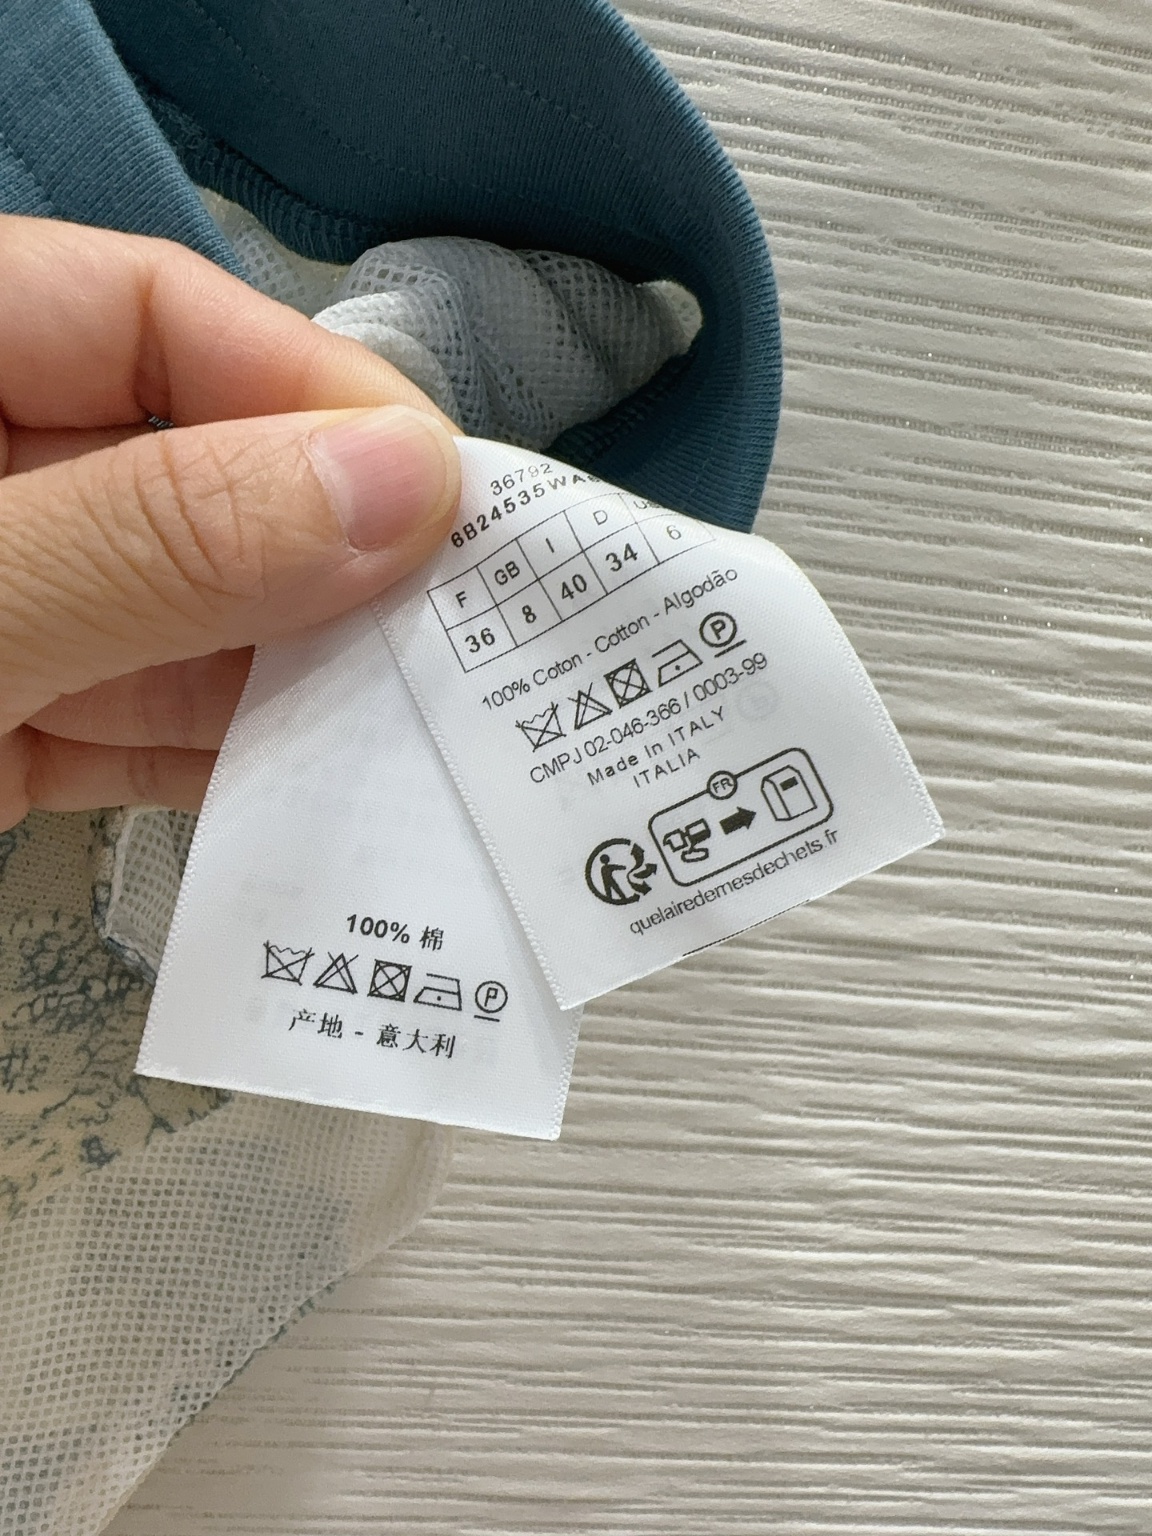 36792
6B24535WA
F GB I D US
36 8 40 34 6
100% Coton - Cotton - Algodão
P
CMPJ 02-046-366 / 0003-99
Made In ITALY
ITALIA
FR
quelairedemesdechets.fr
100% 棉
P
产地 - 意大利